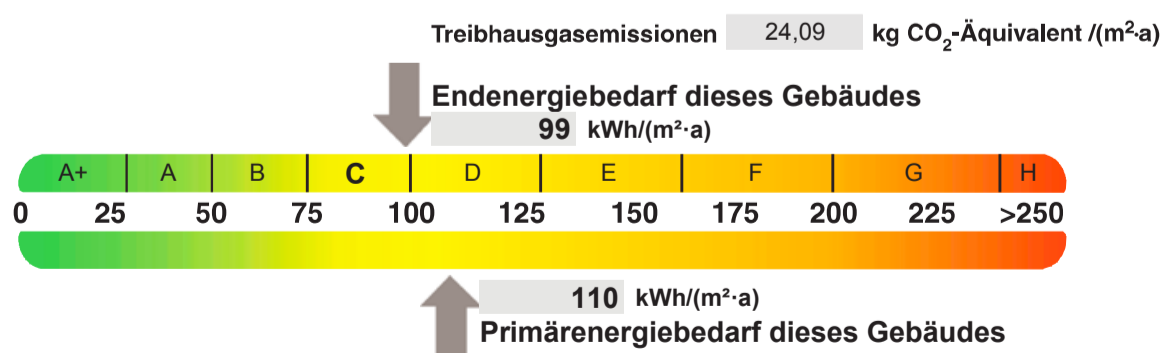 Treibhausgasemissionen 24,09 kg CO₂-Äquivalent /(m²·a)
Endenergiebedarf dieses Gebäudes
99 kWh/(m²·a)
A+ A B C D E F G H
0 25 50 75 100 125 150 175 200 225 >250
110 kWh/(m²·a)
Primärenergiebedarf dieses Gebäudes